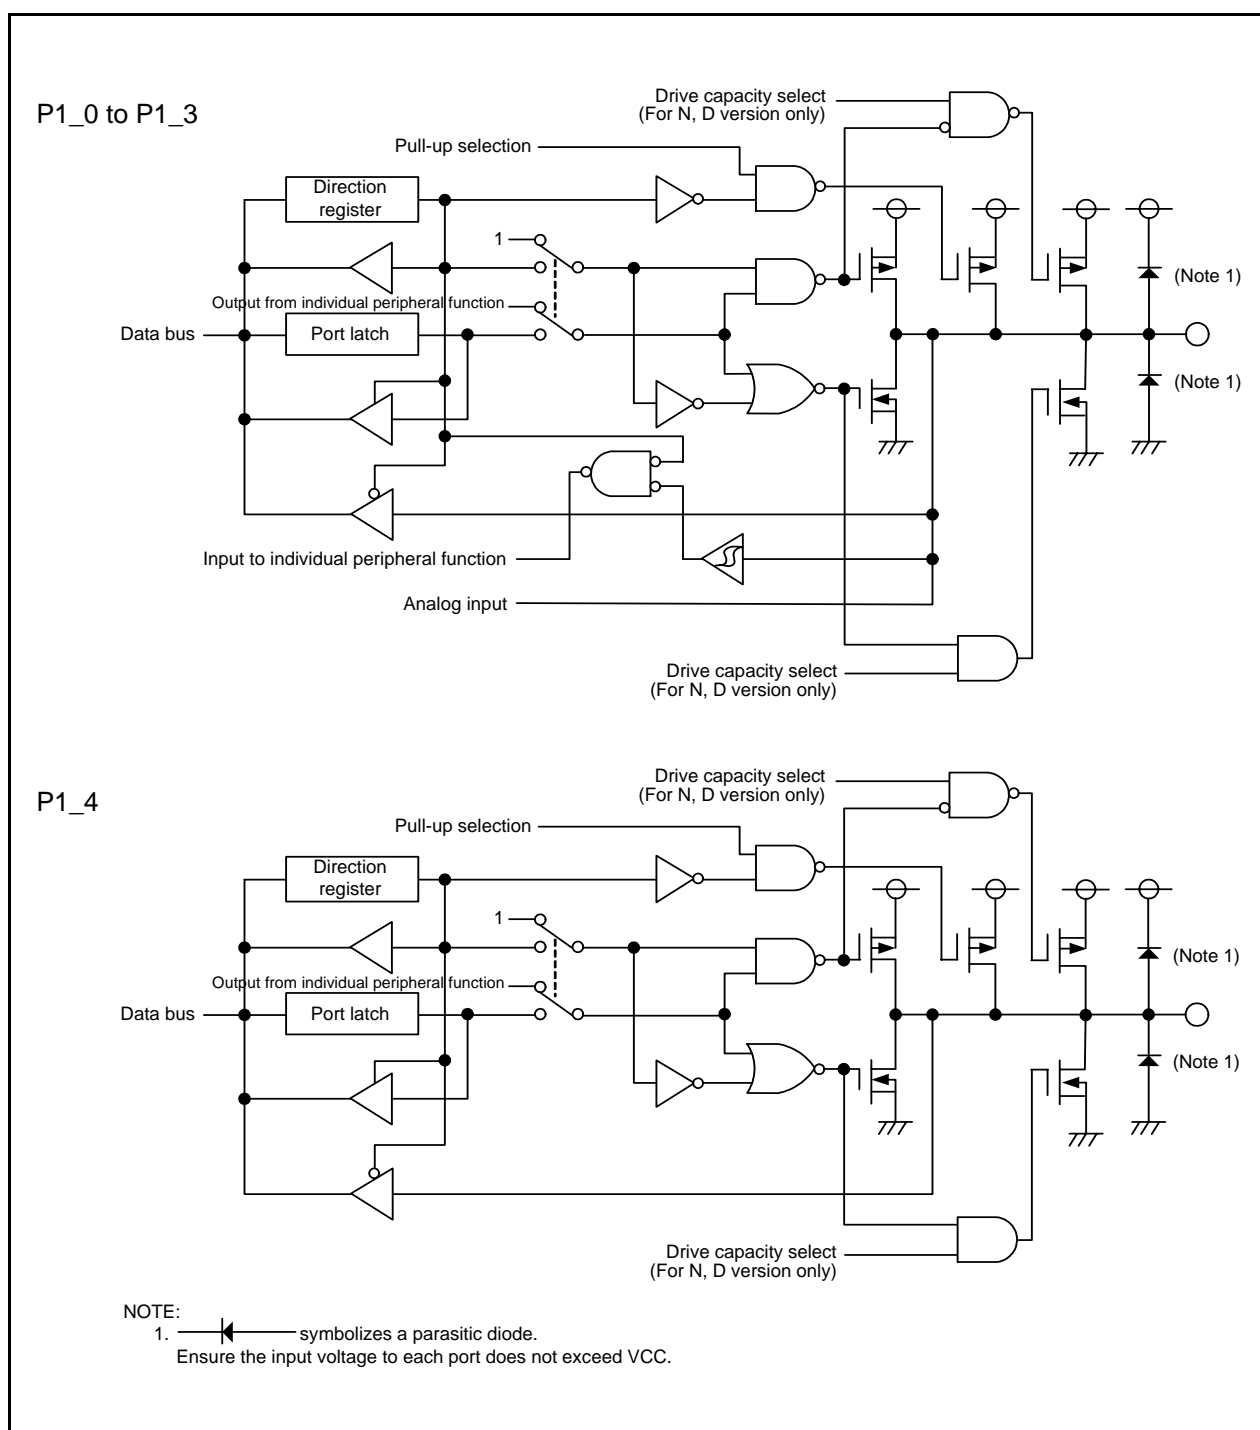 P1_0 to P1_3
Drive capacity select
(For N, D version only)
Pull-up selection
Direction
register
1
Output from individual peripheral function
Data bus
Port latch
(Note 1)
(Note 1)
Input to individual peripheral function
Analog input
Drive capacity select
(For N, D version only)
P1_4
Drive capacity select
(For N, D version only)
Pull-up selection
Direction
register
1
Output from individual peripheral function
Data bus
Port latch
(Note 1)
(Note 1)
Drive capacity select
(For N, D version only)
NOTE:
1. symbolizes a parasitic diode.
Ensure the input voltage to each port does not exceed VCC.